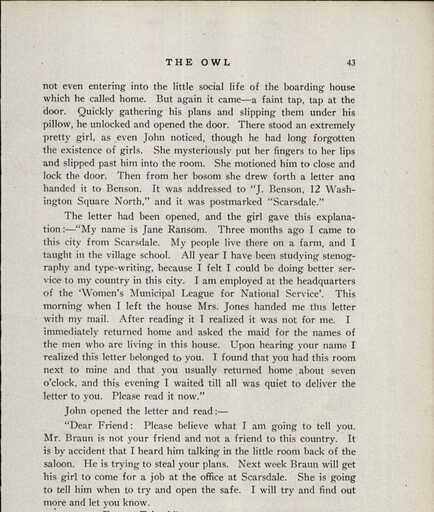 THE OWL 43
not even entering into the little social life of the boarding house
which he called home. But again it came—a faint tap, tap at the
door. Quickly gathering his plans and slipping them under his
pillow, he unlocked and opened the door. There stood an extremely
pretty girl, as even John noticed, though he had long forgotten
the existence of girls. She mysteriously put her fingers to her lips
and slipped past him into the room. She motioned him to close and
lock the door. Then from her bosom she drew forth a letter and
handed it to Benson. It was addressed to "J. Benson, 12 Wash-
ington Square North," and it was postmarked "Scarsdale."
The letter had been opened, and the girl gave this explana-
tion:—"My name is Jane Ransom. Three months ago I came to
this city from Scarsdale. My people live there on a farm, and I
taught in the village school. All year I have been studying stenog-
raphy and type-writing, because I felt I could be doing better ser-
vice to my country in this city. I am employed at the headquarters
of the 'Women's Municipal League for National Service'. This
morning when I left the house Mrs. Jones handed me this letter
with my mail. After reading it I realized it was not for me. I
immediately returned home and asked the maid for the names of
the men who are living in this house. Upon hearing your name I
realized this letter belonged to you. I found that you had this room
next to mine and that you usually returned home about seven
o'clock, and this evening I waited till all was quiet to deliver the
letter to you. Please read it now."
John opened the letter and read:—
"Dear Friend: Please believe what I am going to tell you.
Mr. Braun is not your friend and not a friend to this country. It
is by accident that I heard him talking in the little room back of the
saloon. He is trying to steal your plans. Next week Braun will get
his girl to come for a job at the office at Scarsdale. She is going
to tell him when to try and open the safe. I will try and find out
more and let you know.